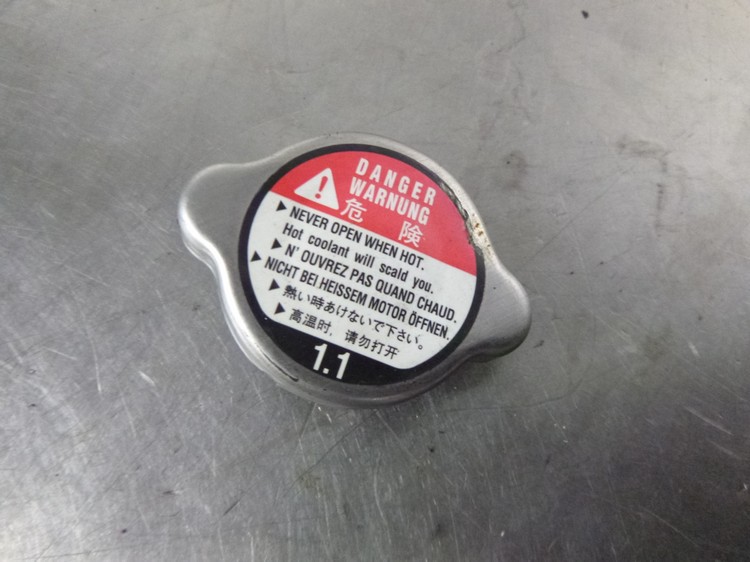 DANGER
WARNUNG
危険
▶ NEVER OPEN WHEN HOT.
Hot coolant will scald you.
▶ N' OUVREZ PAS QUAND CHAUD.
▶ NICHT BEI HEISSEM MOTOR ÖFFNEN.
▶ 熱い時あけないで下さい。
▶ 高温时, 请勿打开
1.1